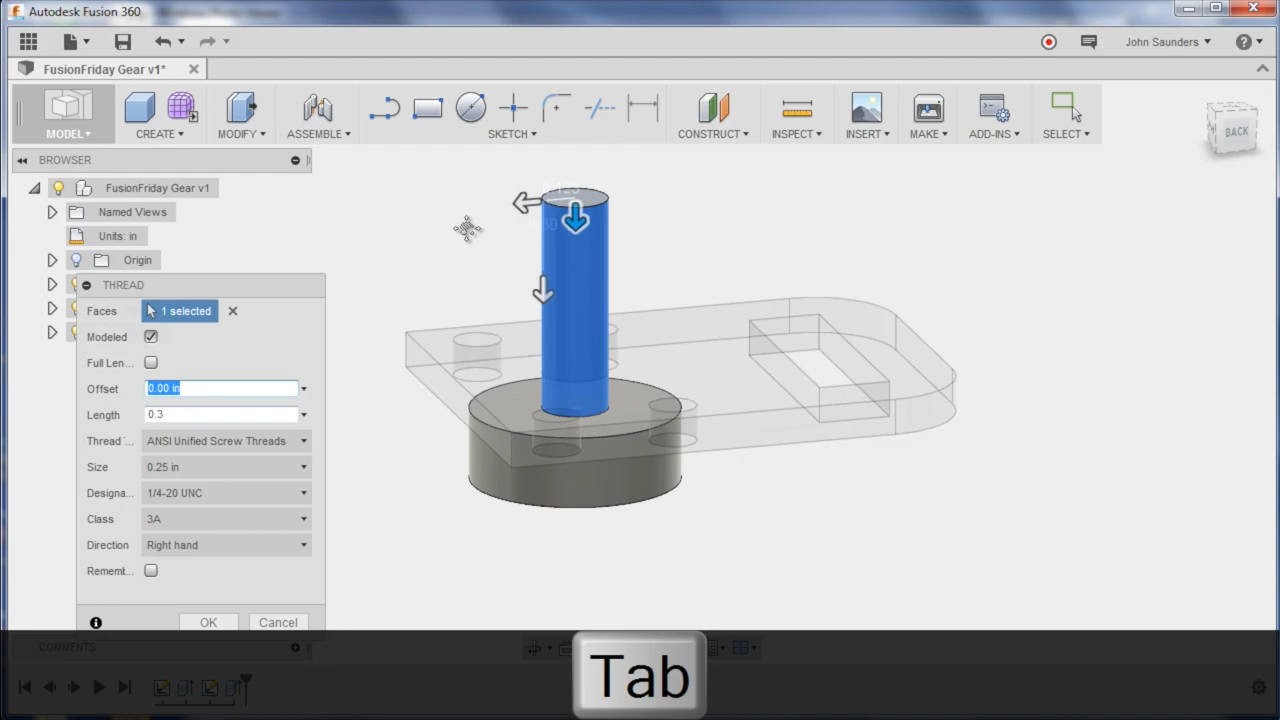 Autodesk Fusion 360
John Saunders
FusionFriday Gear v1*
MODEL
CREATE
MODIFY
ASSEMBLE
SKETCH
CONSTRUCT
INSPECT
INSERT
MAKE
ADD-INS
SELECT
BACK
BROWSER
FusionFriday Gear v1
Named Views
Units: in
Origin
THREAD
Faces 1 selected
Modeled
Full Len...
Offset 0.00 in
Length 0.3
Thread ANSI Unified Screw Threads
Size 0.25 in
Designa... 1/4-20 UNC
Class 3A
Direction Right hand
Rememt...
OK Cancel
COMMENTS
Tab